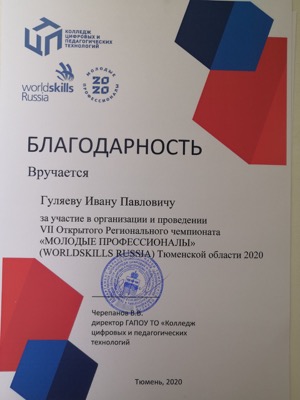 КОЛЛЕДЖ
ЦИФРОВЫХ И
ПЕДАГОГИЧЕСКИХ
ТЕХНОЛОГИЙ
worldskills
Russia
МОЛОДЫЕ
2020
ПРОФЕССИОНАЛЫ
БЛАГОДАРНОСТЬ
Вручается
Гуляеву Ивану Павловичу
за участие в организации и проведении
VII Открытого Регионального чемпионата
«МОЛОДЫЕ ПРОФЕССИОНАЛЫ»
(WORLDSKILLS RUSSIA) Тюменской области 2020
Черепанов В.В.
директор ГАПОУ ТО «Колледж
цифровых и педагогических
технологий
Тюмень, 2020